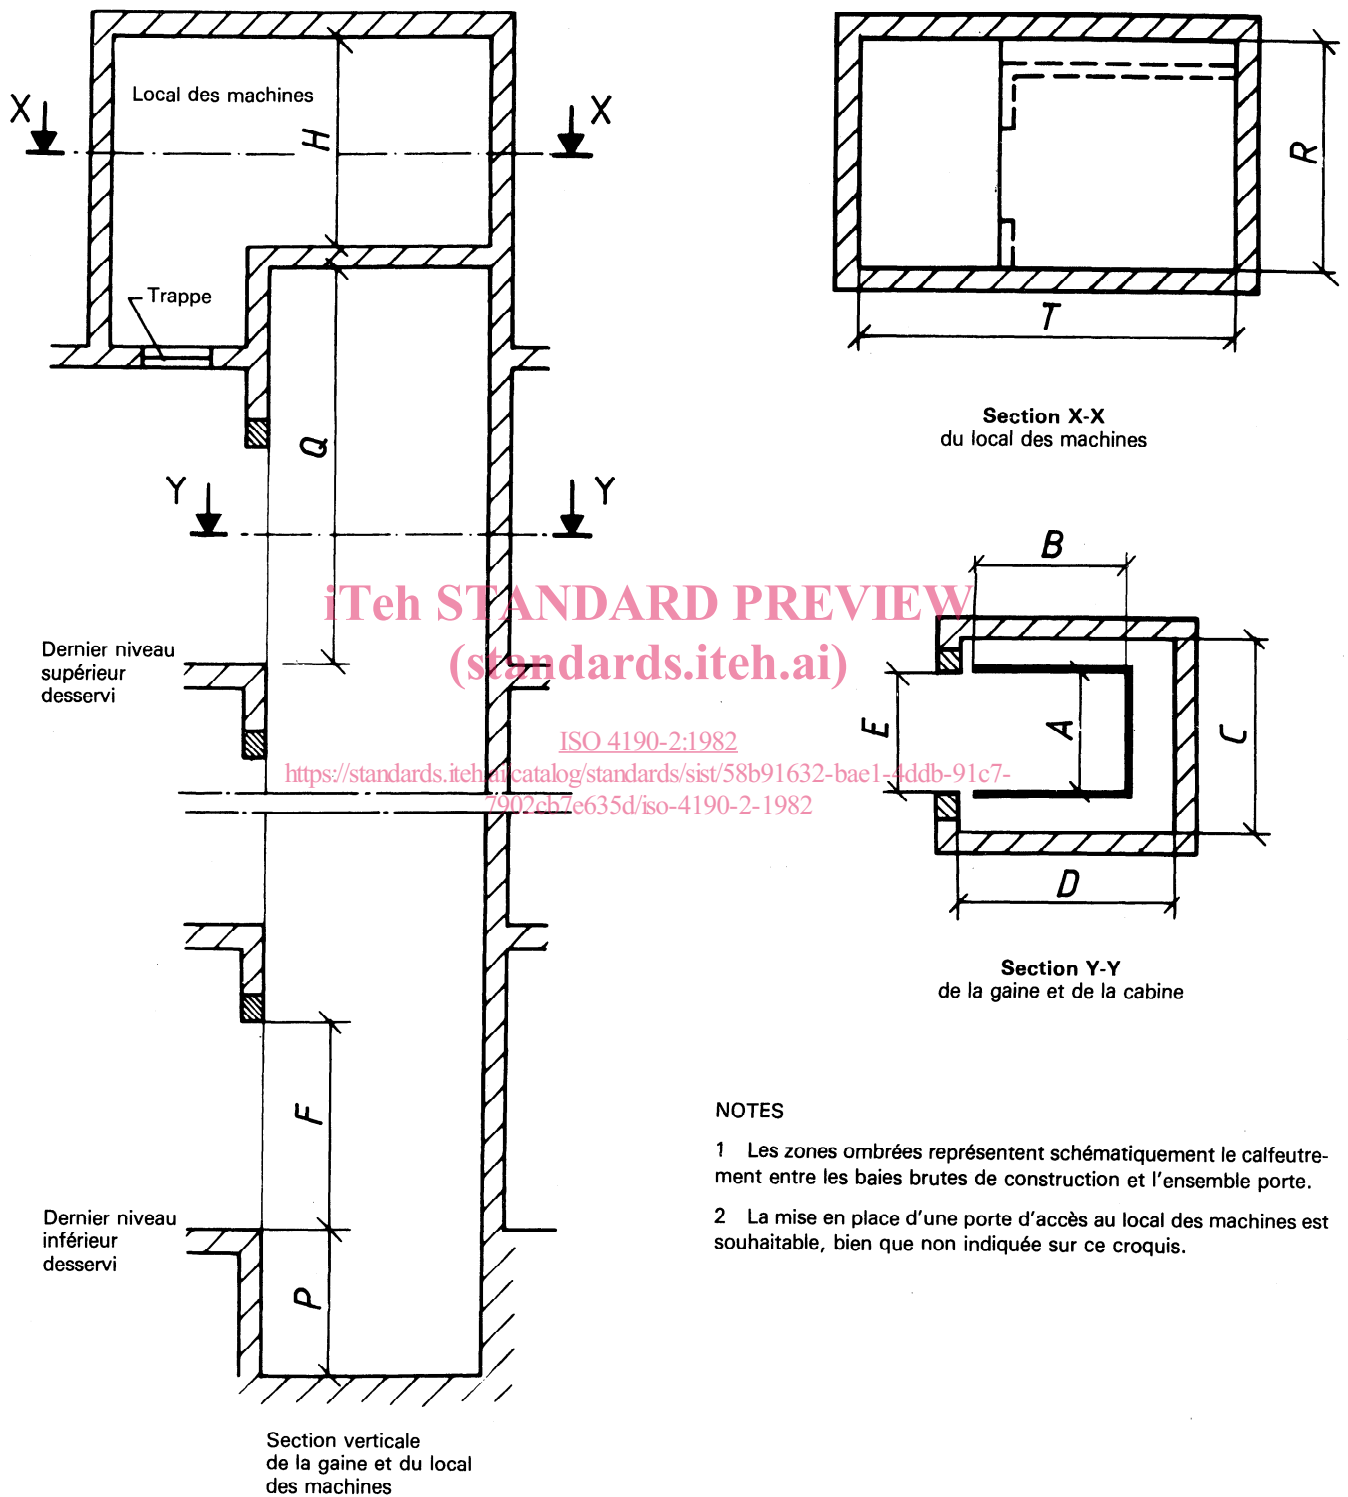 X
Local des machines
H
X
Trappe
Q
Y
Y
Dernier niveau
supérieur
desservi
F
Dernier niveau
inférieur
desservi
P
Section verticale
de la gaine et du local
des machines
R
T
Section X-X
du local des machines
B
E
A
C
D
Section Y-Y
de la gaine et de la cabine
iTeh STANDARD PREVIEW
(standards.iteh.ai)
ISO 4190-2:1982
https://standards.iteh.ai/catalog/standards/sist/58b91632-bae1-4ddb-91c7-
7902cb7e635d/iso-4190-2-1982
NOTES
1 Les zones ombrées représentent schématiquement le calfeutre-
ment entre les baies brutes de construction et l'ensemble porte.
2 La mise en place d'une porte d'accès au local des machines est
souhaitable, bien que non indiquée sur ce croquis.